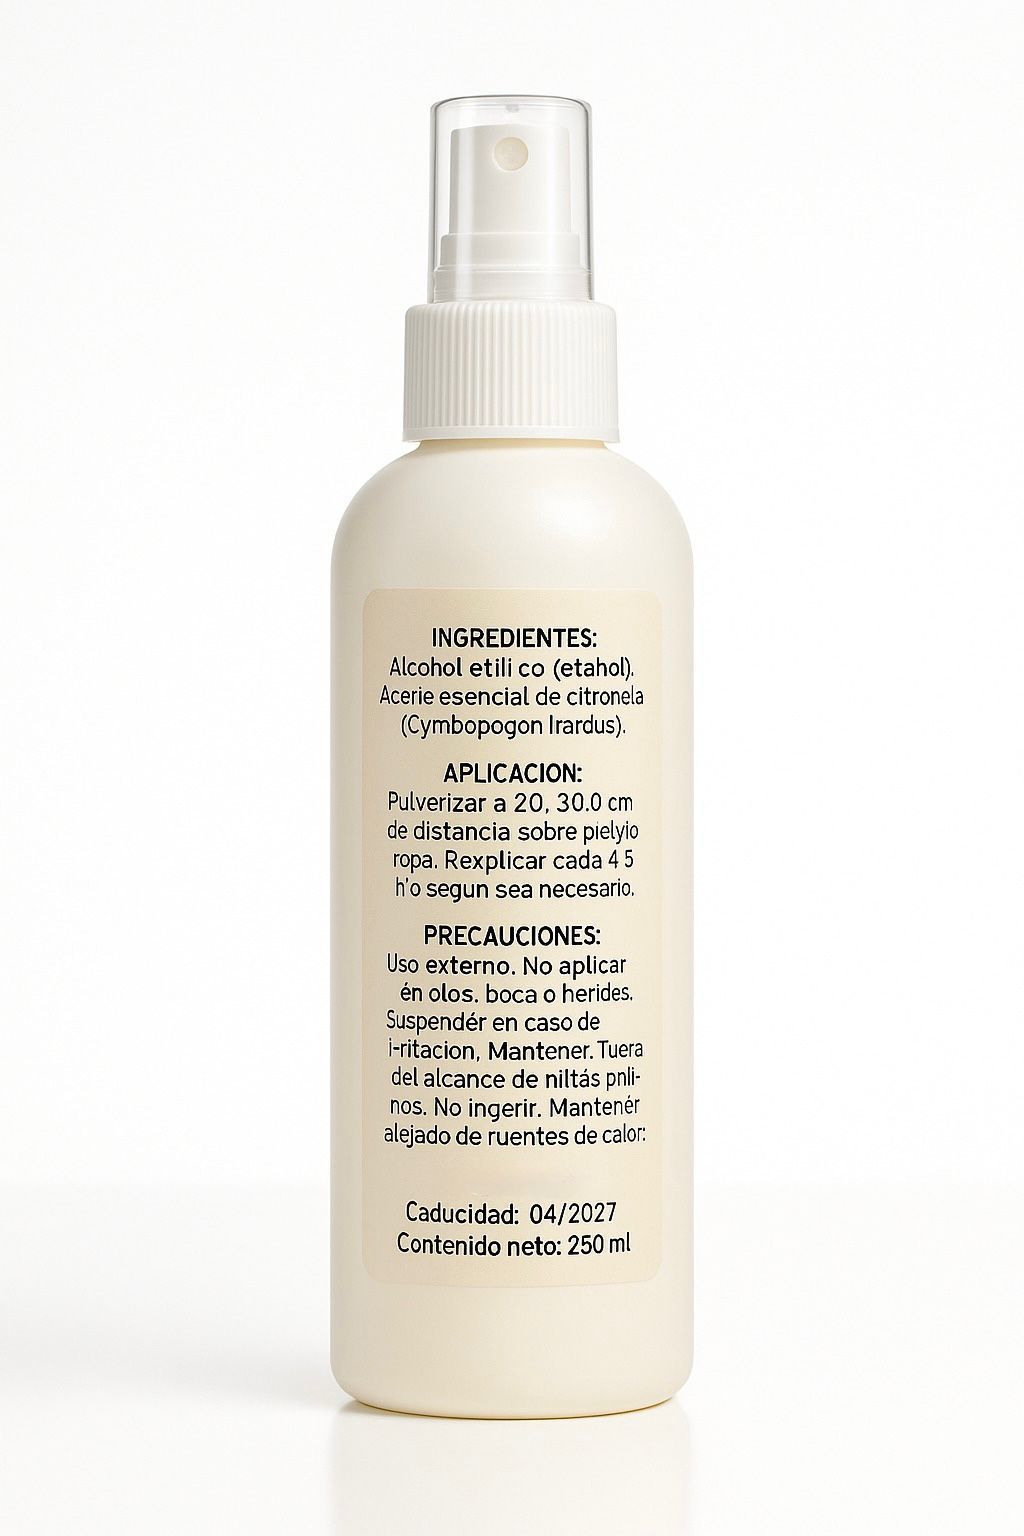 INGREDIENTES:
Alcohol etili co (etahol).
Acerie esencial de citronela
(Cymbopogon Irardus).
APLICACION:
Pulverizar a 20, 30.0 cm
de distancia sobre pielyio
ropa. Rexplicar cada 4 5
h'o segun sea necesario.
PRECAUCIONES:
Uso externo. No aplicar
én olos. boca o herides.
Suspendér en caso de
i-ritacion, Mantener. Tuera
del alcance de niltás pnli-
nos. No ingerir. Mantenér
alejado de ruentes de calor:
Caducidad: 04/2027
Contenido neto: 250 ml